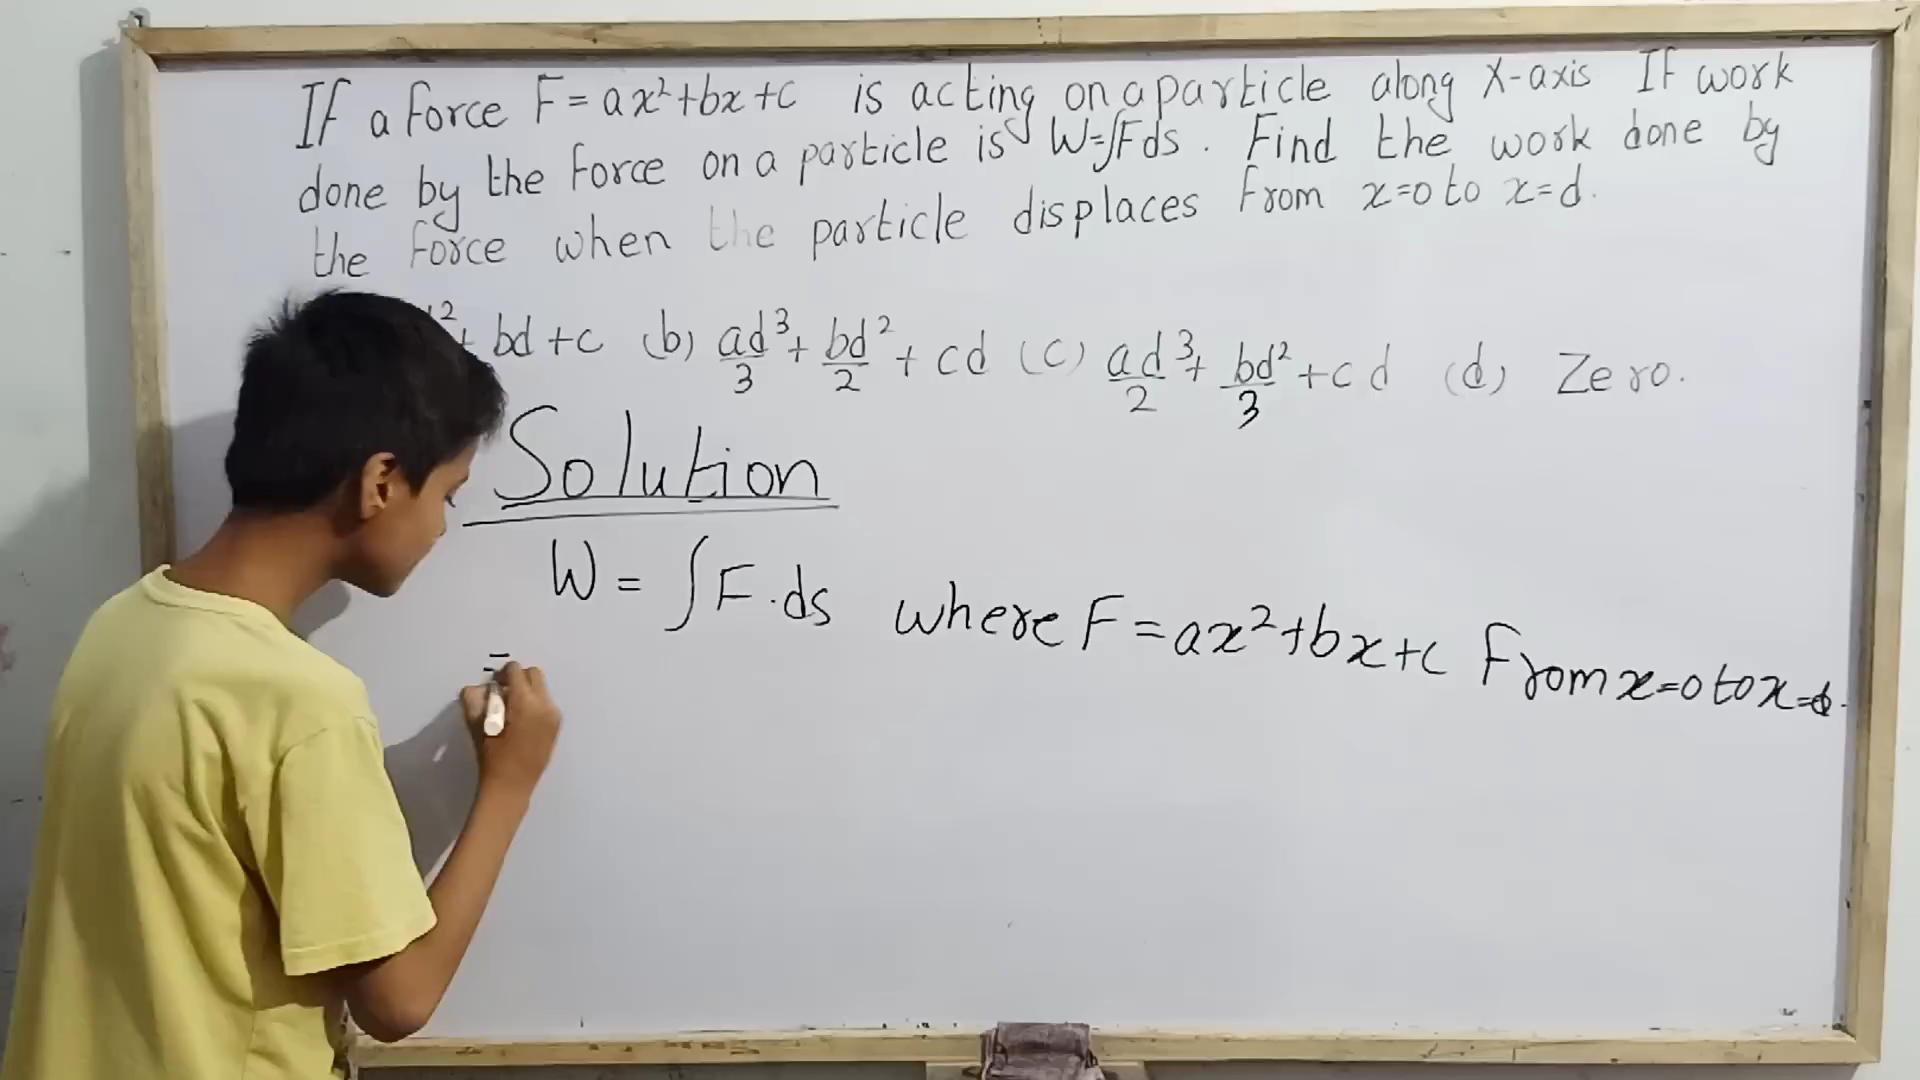 If a force F = ax²+bx+c is acting on a particle along X-axis If work
done by the force on a particle is W=∫Fds. Find the work done by
the force when the particle displaces from x=0 to x=d.
² + bd + c (b) ad³/3 + bd²/2 + cd (c) ad³/2 + bd²/3 + cd (d) Zero.
Solution
W = ∫F.ds where F = ax²+bx+c From x=0 to x=d.
=